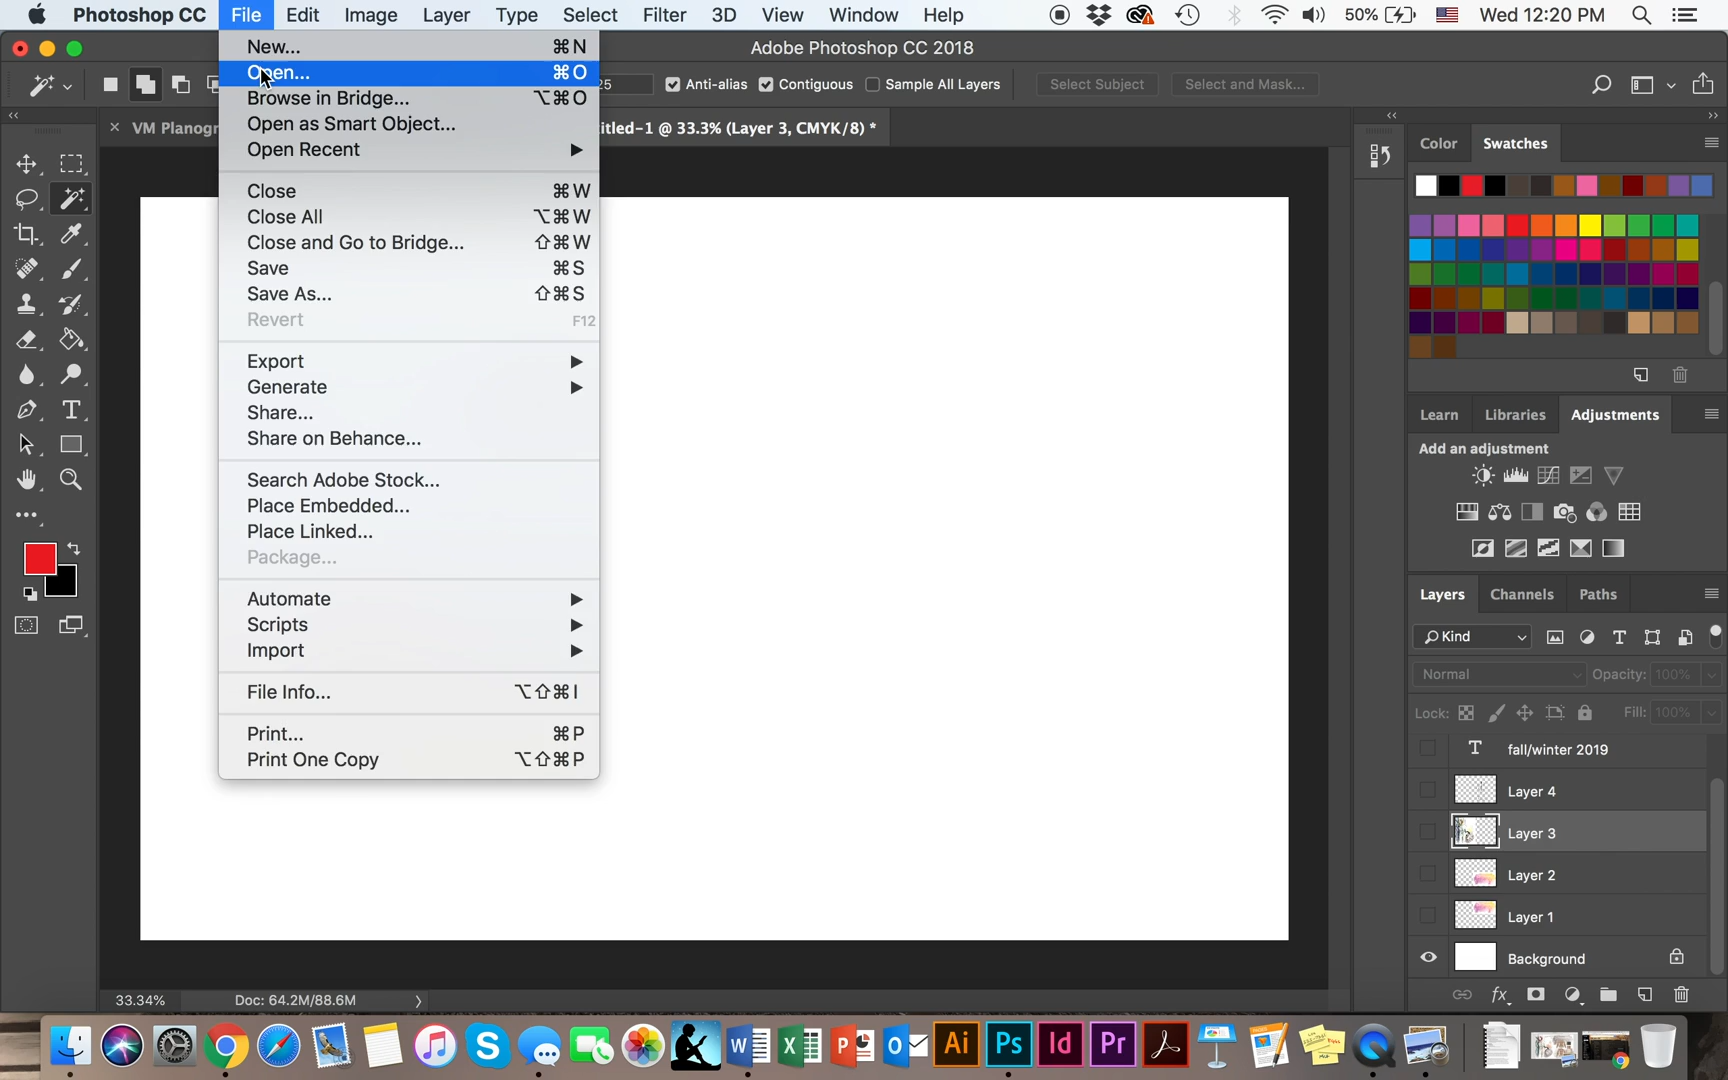 Photoshop CC File Edit Image Layer Type Select Filter 3D View Window Help 50% Wed 12:20 PM
Adobe Photoshop CC 2018
New... ⌘N
Open... ⌘O
Browse in Bridge... ⌥⌘O
Open as Smart Object...
Open Recent ▶
Close ⌘W
Close All ⌥⌘W
Close and Go to Bridge... ⇧⌘W
Save ⌘S
Save As... ⇧⌘S
Revert F12
Export ▶
Generate ▶
Share...
Share on Behance...
Search Adobe Stock...
Place Embedded...
Place Linked...
Package...
Automate ▶
Scripts ▶
Import ▶
File Info... ⌥⇧⌘I
Print... ⌘P
Print One Copy ⌥⇧⌘P
25 Anti-alias Contiguous Sample All Layers Select Subject Select and Mask...
VM Planogr
itled-1 @ 33.3% (Layer 3, CMYK/8) *
Color Swatches
Learn Libraries Adjustments
Add an adjustment
Layers Channels Paths
Kind
Normal Opacity: 100%
Lock: Fill: 100%
T fall/winter 2019
Layer 4
Layer 3
Layer 2
Layer 1
Background
33.34% Doc: 64.2M/88.6M
W X P O Ai Ps Id Pr